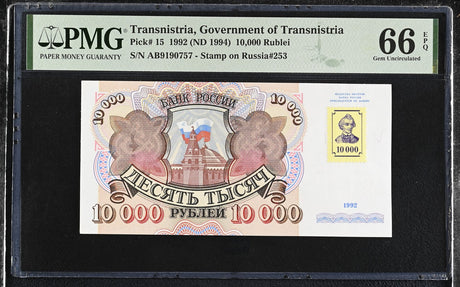 PMG
PAPER MONEY GUARANTY
Transnistria, Government of Transnistria
Pick# 15 1992 (ND 1994) 10,000 Rublei
S/N AB9190757 - Stamp on Russia#253
66 EPQ
Gem Uncirculated
10 000 БАНК РОССИИ 10 000
10 000
ДЕСЯТЬ ТЫСЯЧ
10 000 РУБЛЕЙ 10 000
1992